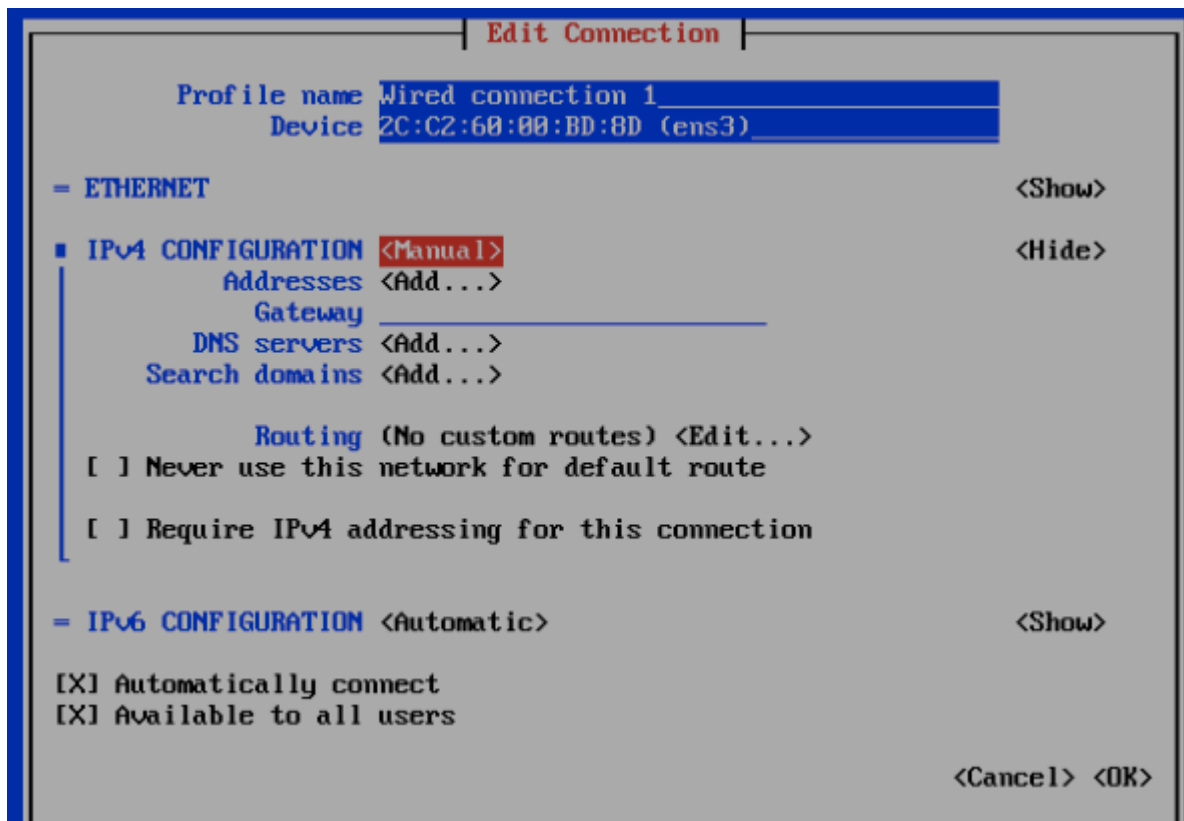 Edit Connection
Profile name Wired connection 1
Device 2C:C2:60:00:BD:8D (ens3)
= ETHERNET <Show>
IPv4 CONFIGURATION <Manual> <Hide>
Addresses <Add...>
Gateway
DNS servers <Add...>
Search domains <Add...>
Routing (No custom routes) <Edit...>
[ ] Never use this network for default route
[ ] Require IPv4 addressing for this connection
= IPv6 CONFIGURATION <Automatic> <Show>
[X] Automatically connect
[X] Available to all users
<Cancel> <OK>